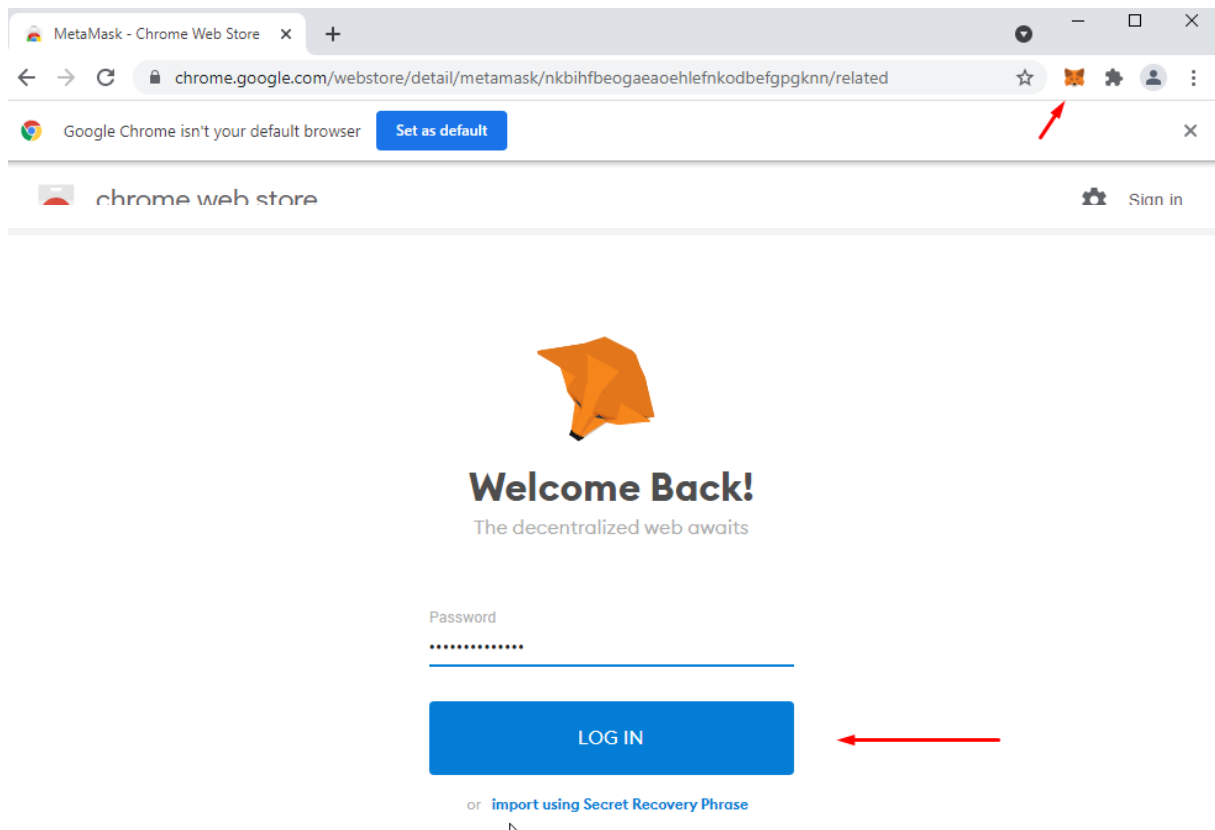 MetaMask - Chrome Web Store
chrome.google.com/webstore/detail/metamask/nkbihfbeogaeaoehlefnkodbefgpgknn/related
Google Chrome isn't your default browser Set as default
chrome web store Sign in
Welcome Back!
The decentralized web awaits
Password
••••••••••••••
LOG IN
or import using Secret Recovery Phrase